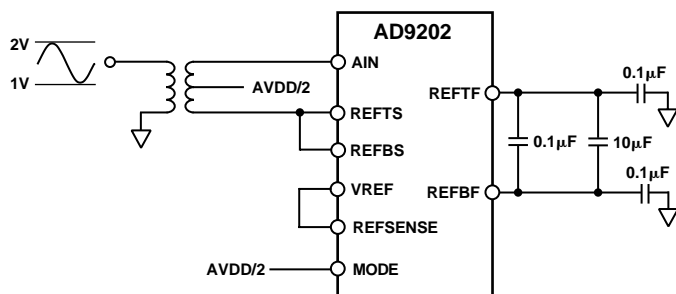 AD9202
2V
1V
AVDD/2
AIN
REFTS
REFBS
VREF
REFSENSE
AVDD/2
MODE
REFTF
REFBF
0.1µF
0.1µF
10µF
0.1µF